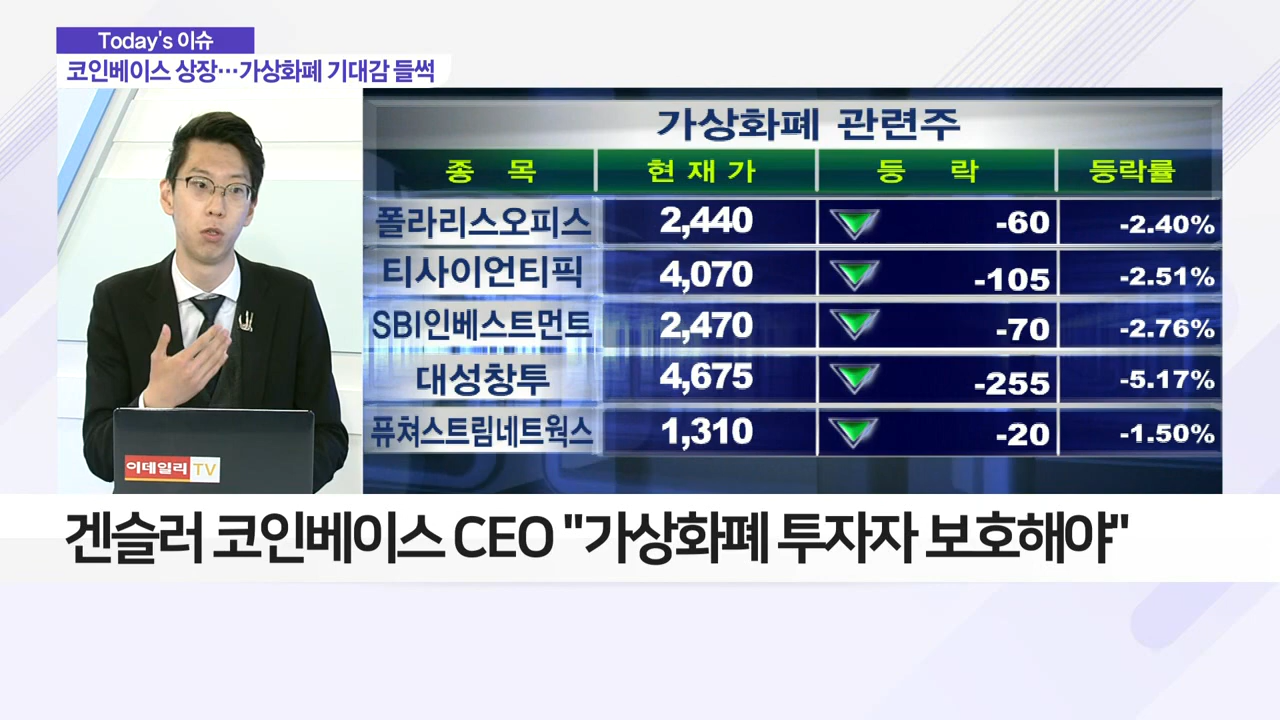 Today's 이슈
코인베이스 상장…가상화폐 기대감 들썩
가상화폐 관련주
종 목 현 재 가 등 락 등락률
폴라리스오피스 2,440 -60 -2.40%
티사이언티픽 4,070 -105 -2.51%
SBI인베스트먼트 2,470 -70 -2.76%
대성창투 4,675 -255 -5.17%
퓨쳐스트림네트웍스 1,310 -20 -1.50%
이데일리TV
겐슬러 코인베이스 CEO "가상화폐 투자자 보호해야"